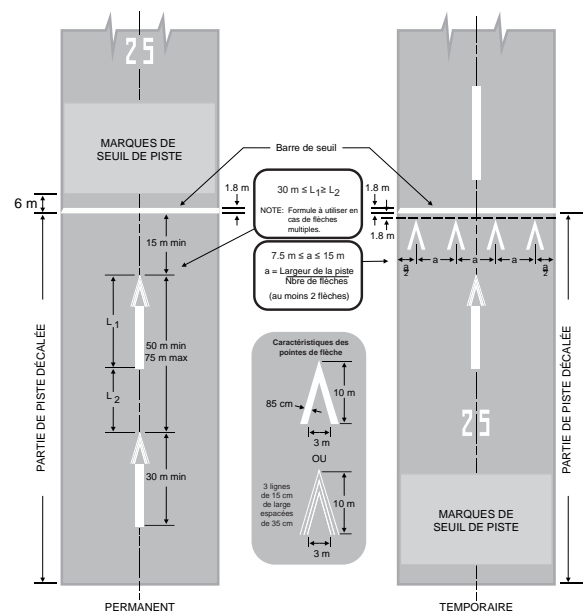 25
MARQUES DE
SEUIL DE PISTE
Barre de seuil
6 m
1.8 m
30 m ≤ L1 ≥ L2
NOTE: Formule à utiliser en
cas de flèches
multiples.
1.8 m
1.8 m
15 m min
7.5 m ≤ a ≤ 15 m
a = Largeur de la piste
Nbre de flèches
(au moins 2 flèches)
a/2
a
a
a
a/2
L1
50 m min
75 m max
L2
30 m min
PARTIE DE PISTE DÉCALÉE
Caractéristiques des
pointes de flèche
85 cm
10 m
3 m
OU
3 lignes
de 15 cm
de large
espacées
de 35 cm
10 m
3 m
25
MARQUES DE
SEUIL DE PISTE
PARTIE DE PISTE DÉCALÉE
PERMANENT
TEMPORAIRE